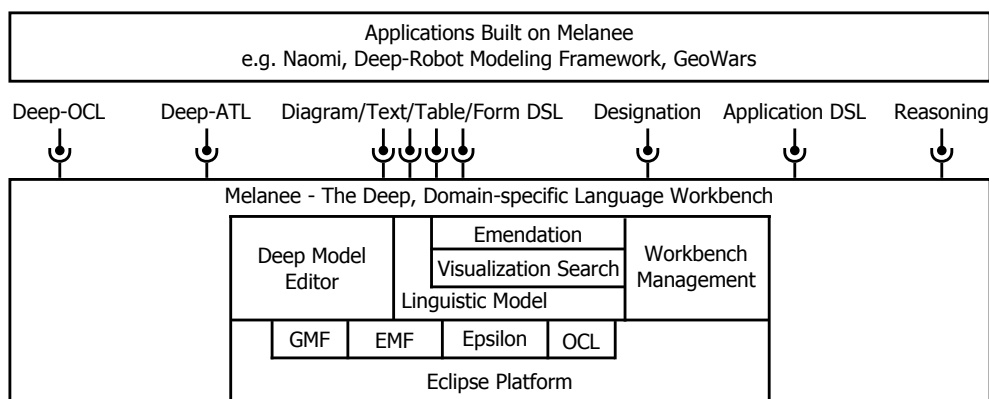 Applications Built on Melanee
e.g. Naomi, Deep-Robot Modeling Framework, GeoWars
Deep-OCL Deep-ATL Diagram/Text/Table/Form DSL Designation Application DSL Reasoning
Melanee - The Deep, Domain-specific Language Workbench
Deep Model
Editor
Emendation
Visualization Search
Linguistic Model
Workbench
Management
GMF EMF Epsilon OCL
Eclipse Platform